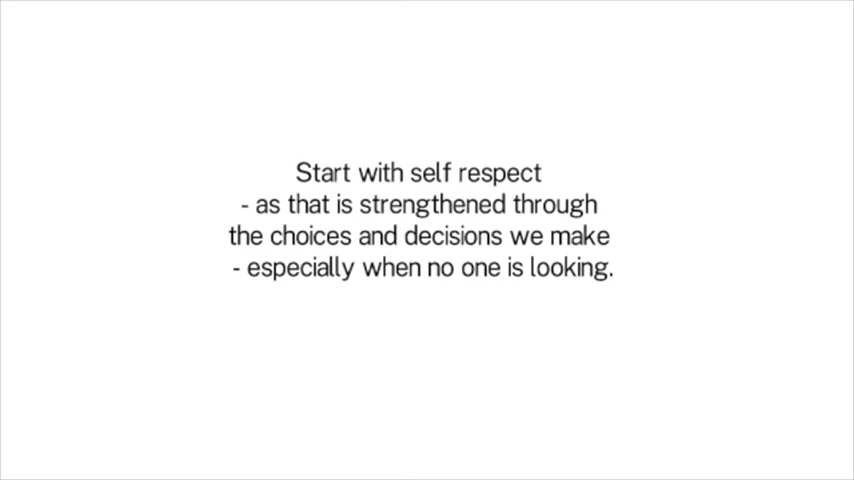 Start with self respect
- as that is strengthened through
the choices and decisions we make
- especially when no one is looking.